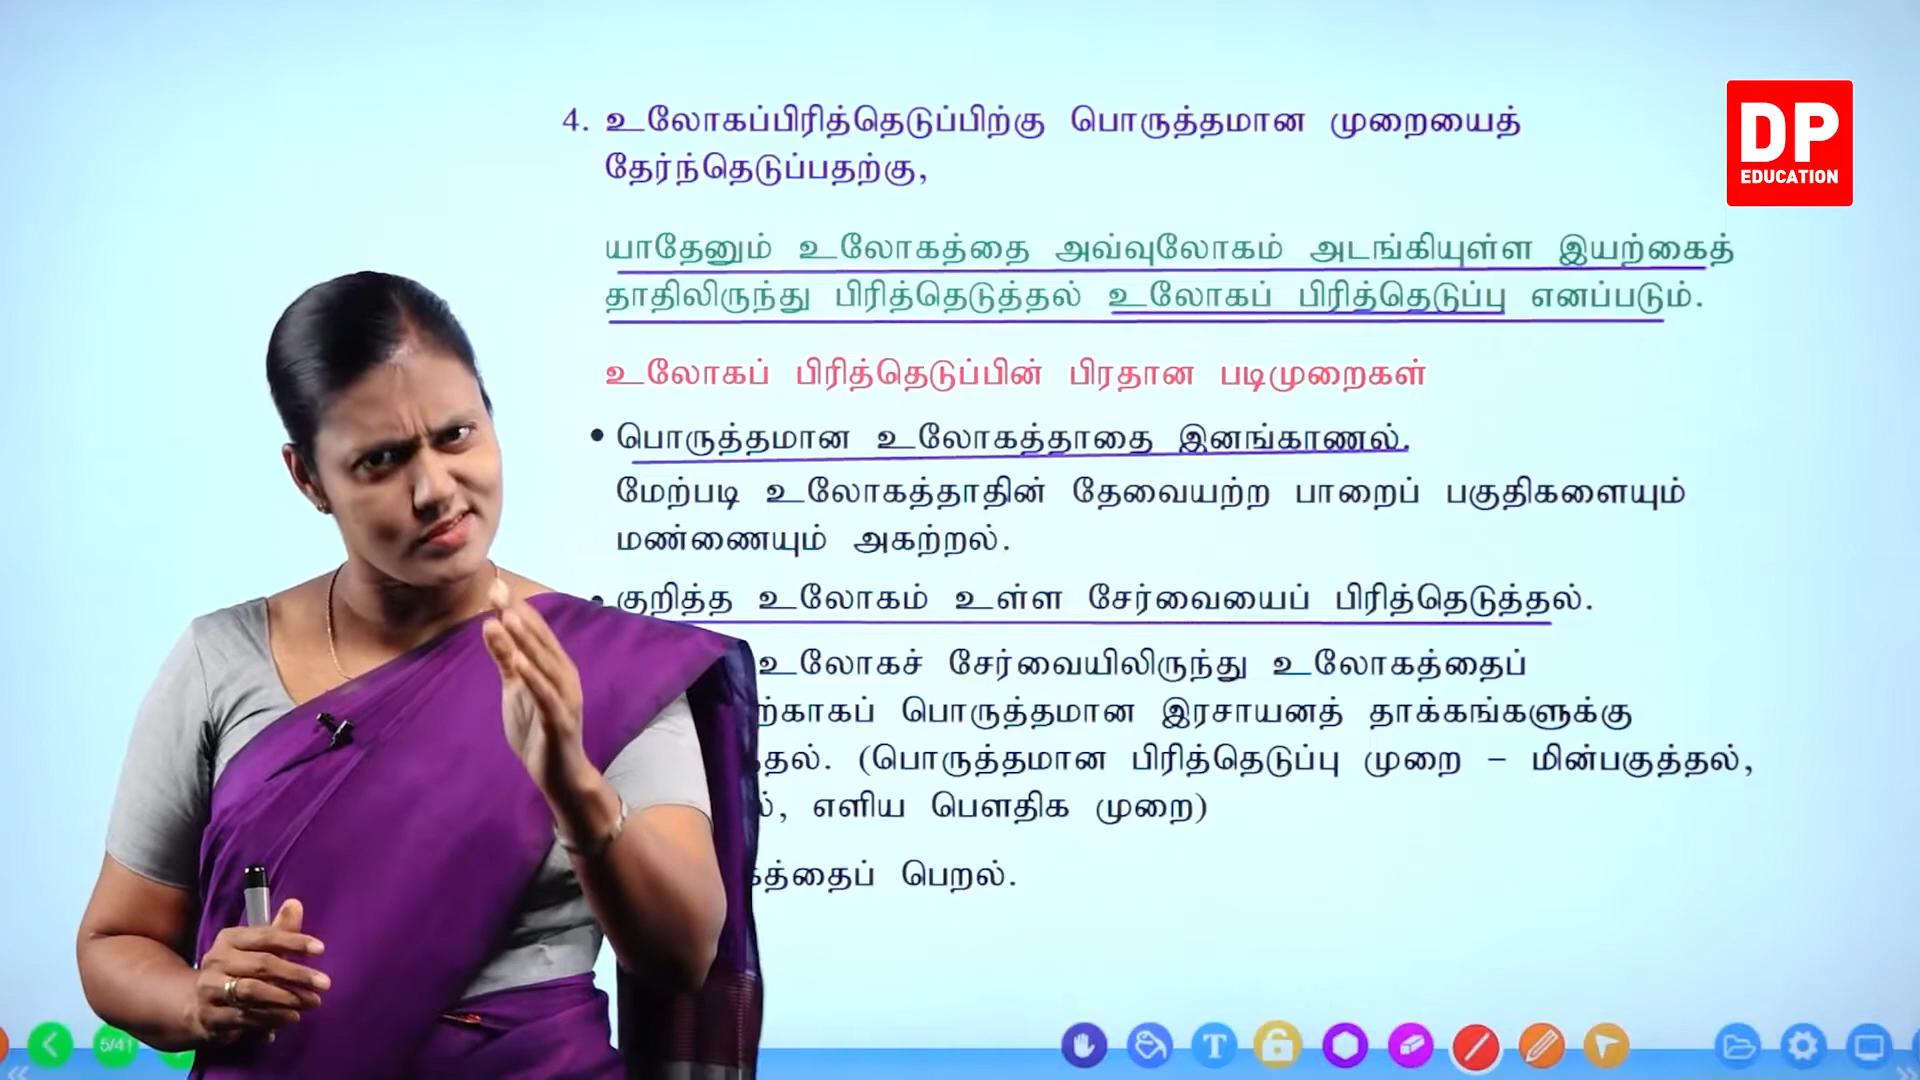 DP
EDUCATION
4. உலோகப்பிரித்தெடுப்பிற்கு பொருத்தமான முறையைத்
தேர்ந்தெடுப்பதற்கு,
யாதேனும் உலோகத்தை அவ்வுலோகம் அடங்கியுள்ள இயற்கைத்
தாதிலிருந்து பிரித்தெடுத்தல் உலோகப் பிரித்தெடுப்பு எனப்படும்.
உலோகப் பிரித்தெடுப்பின் பிரதான படிமுறைகள்
• பொருத்தமான உலோகத்தாதை இனங்காணல்.
மேற்படி உலோகத்தாதின் தேவையற்ற பாறைப் பகுதிகளையும்
மண்ணையும் அகற்றல்.
• குறித்த உலோகம் உள்ள சேர்வையைப் பிரித்தெடுத்தல்.
உலோகச் சேர்வையிலிருந்து உலோகத்தைப்
பொருத்தமான இரசாயனத் தாக்கங்களுக்கு
(பொருத்தமான பிரித்தெடுப்பு முறை – மின்பகுத்தல்,
எளிய பௌதிக முறை)
பெறல்.
5/41
T